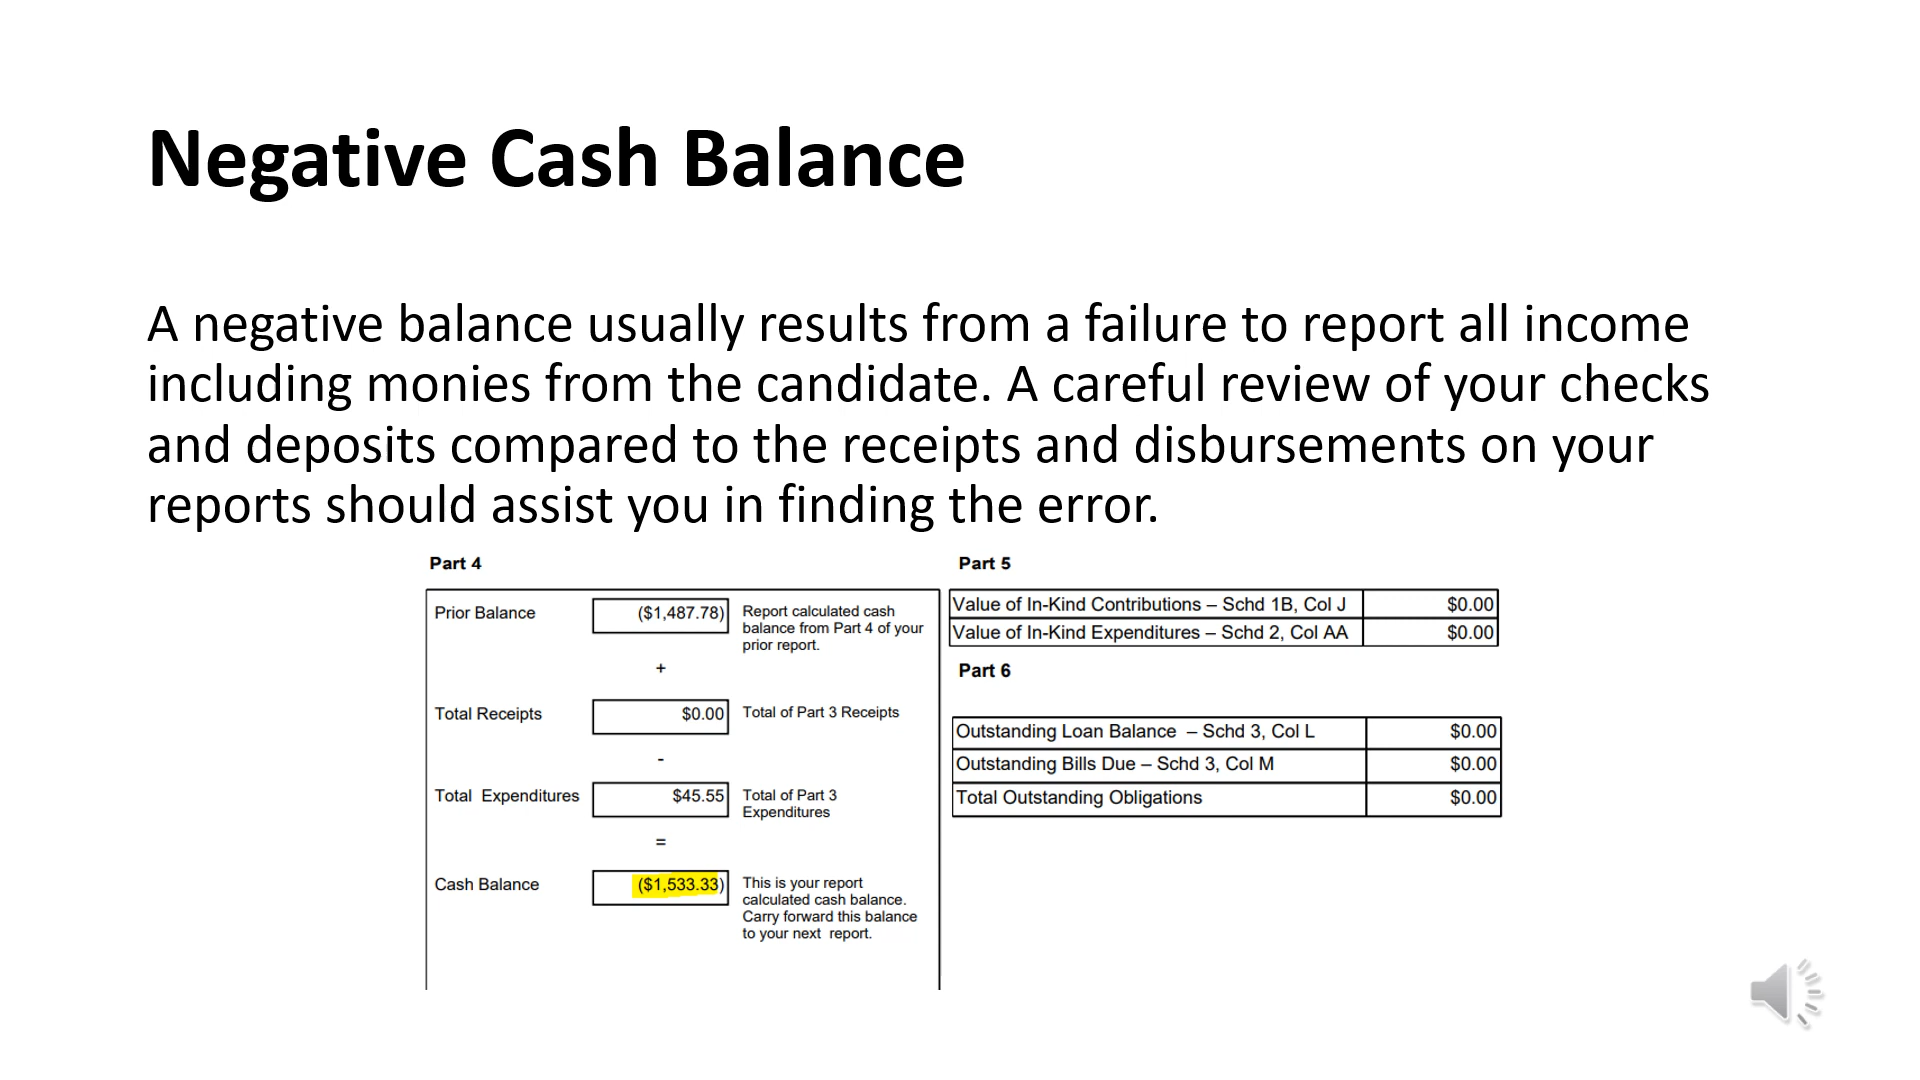 Negative Cash Balance
A negative balance usually results from a failure to report all income
including monies from the candidate. A careful review of your checks
and deposits compared to the receipts and disbursements on your
reports should assist you in finding the error.
Part 4
Prior Balance ($1,487.78) Report calculated cash
balance from Part 4 of your
prior report.
+
Total Receipts $0.00 Total of Part 3 Receipts
-
Total Expenditures $45.55 Total of Part 3
Expenditures
=
Cash Balance ($1,533.33) This is your report
calculated cash balance.
Carry forward this balance
to your next report.
Part 5
Value of In-Kind Contributions – Schd 1B, Col J $0.00
Value of In-Kind Expenditures – Schd 2, Col AA $0.00
Part 6
Outstanding Loan Balance – Schd 3, Col L $0.00
Outstanding Bills Due – Schd 3, Col M $0.00
Total Outstanding Obligations $0.00